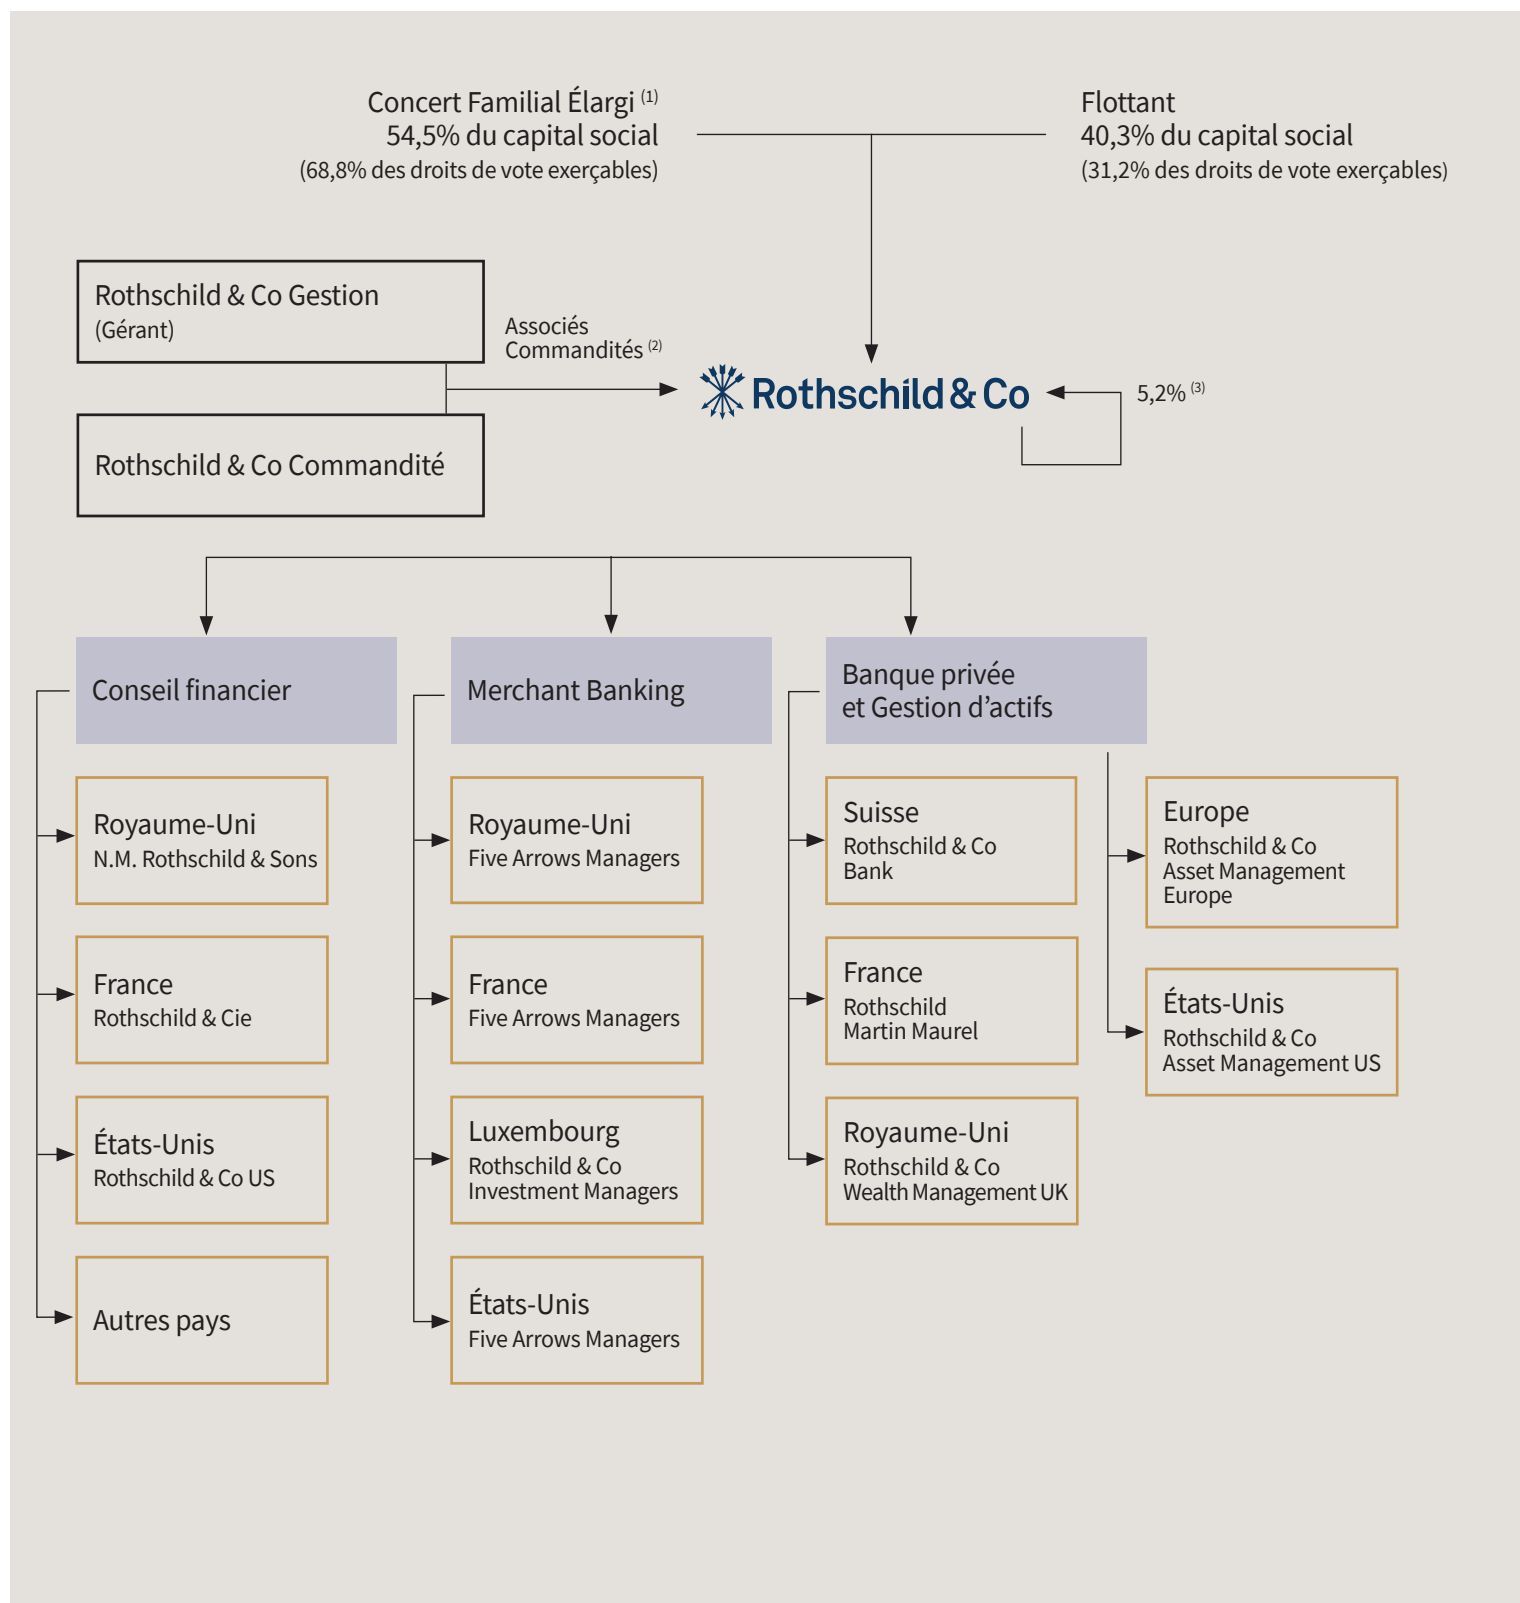 Concert Familial Élargi (1)
54,5% du capital social
(68,8% des droits de vote exerçables)
Flottant
40,3% du capital social
(31,2% des droits de vote exerçables)
Rothschild & Co Gestion
(Gérant)
Associés
Commandités (2)
Rothschild & Co
5,2% (3)
Rothschild & Co Commandité
Conseil financier
Royaume-Uni
N.M. Rothschild & Sons
France
Rothschild & Cie
États-Unis
Rothschild & Co US
Autres pays
Merchant Banking
Royaume-Uni
Five Arrows Managers
France
Five Arrows Managers
Luxembourg
Rothschild & Co
Investment Managers
États-Unis
Five Arrows Managers
Banque privée
et Gestion d’actifs
Suisse
Rothschild & Co
Bank
France
Rothschild
Martin Maurel
Royaume-Uni
Rothschild & Co
Wealth Management UK
Europe
Rothschild & Co
Asset Management
Europe
États-Unis
Rothschild & Co
Asset Management US